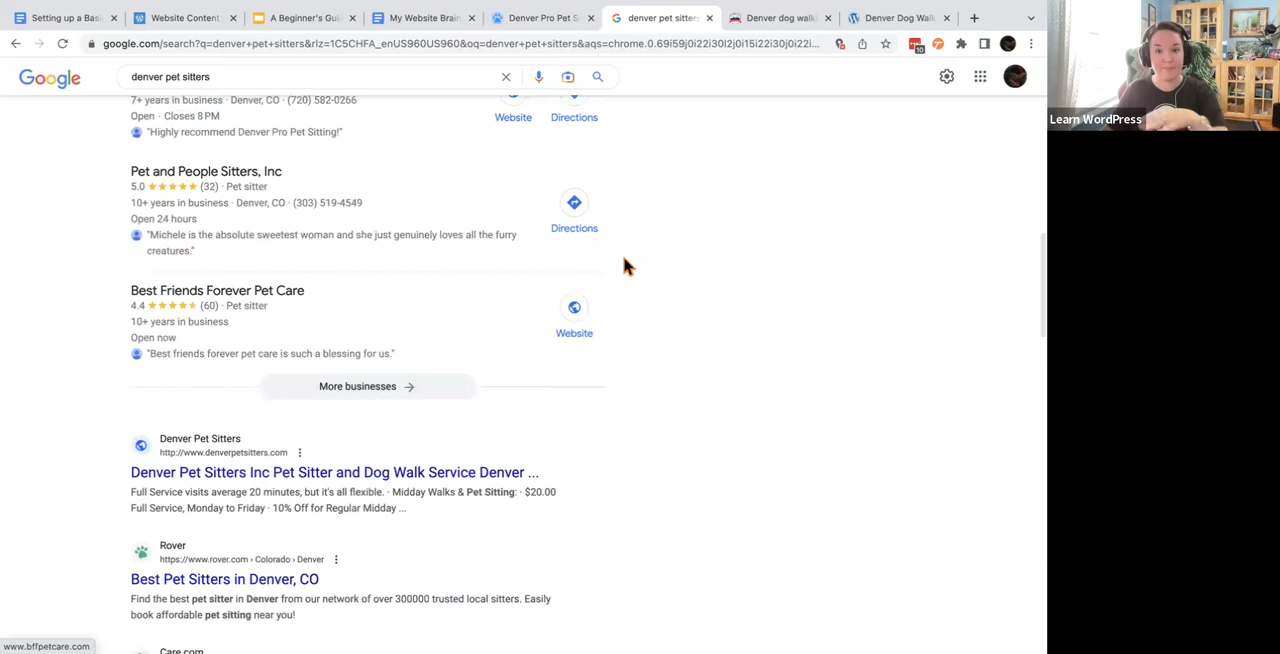 Setting up a Basi
Website Content
A Beginner's Gui
My Website Brain
Denver Pro Pet S
denver pet sitters
Denver dog walk
Denver Dog Walk
google.com/search?q=denver+pet+sitters&rlz=1C5CHFA_enUS960US960&oq=denver+pet+sitters&aqs=chrome.0.69i59j0i22i30l2j0i15i22i30j0i22i...
10
Google
denver pet sitters
7+ years in business · Denver, CO · (720) 582-0266
Open · Closes 8 PM
"Highly recommend Denver Pro Pet Sitting!"
Website
Directions
Pet and People Sitters, Inc
5.0 (32) · Pet sitter
10+ years in business · Denver, CO · (303) 519-4549
Open 24 hours
"Michele is the absolute sweetest woman and she just genuinely loves all the furry
creatures."
Directions
Best Friends Forever Pet Care
4.4 (60) · Pet sitter
10+ years in business
Open now
"Best friends forever pet care is such a blessing for us."
Website
More businesses
Denver Pet Sitters
http://www.denverpetsitters.com
Denver Pet Sitters Inc Pet Sitter and Dog Walk Service Denver ...
Full Service visits average 20 minutes, but it's all flexible. · Midday Walks & Pet Sitting: · $20.00
Full Service, Monday to Friday · 10% Off for Regular Midday ...
Rover
https://www.rover.com › Colorado › Denver
Best Pet Sitters in Denver, CO
Find the best pet sitter in Denver from our network of over 300000 trusted local sitters. Easily
book affordable pet sitting near you!
Care.com
www.bffpetcare.com
Learn WordPress